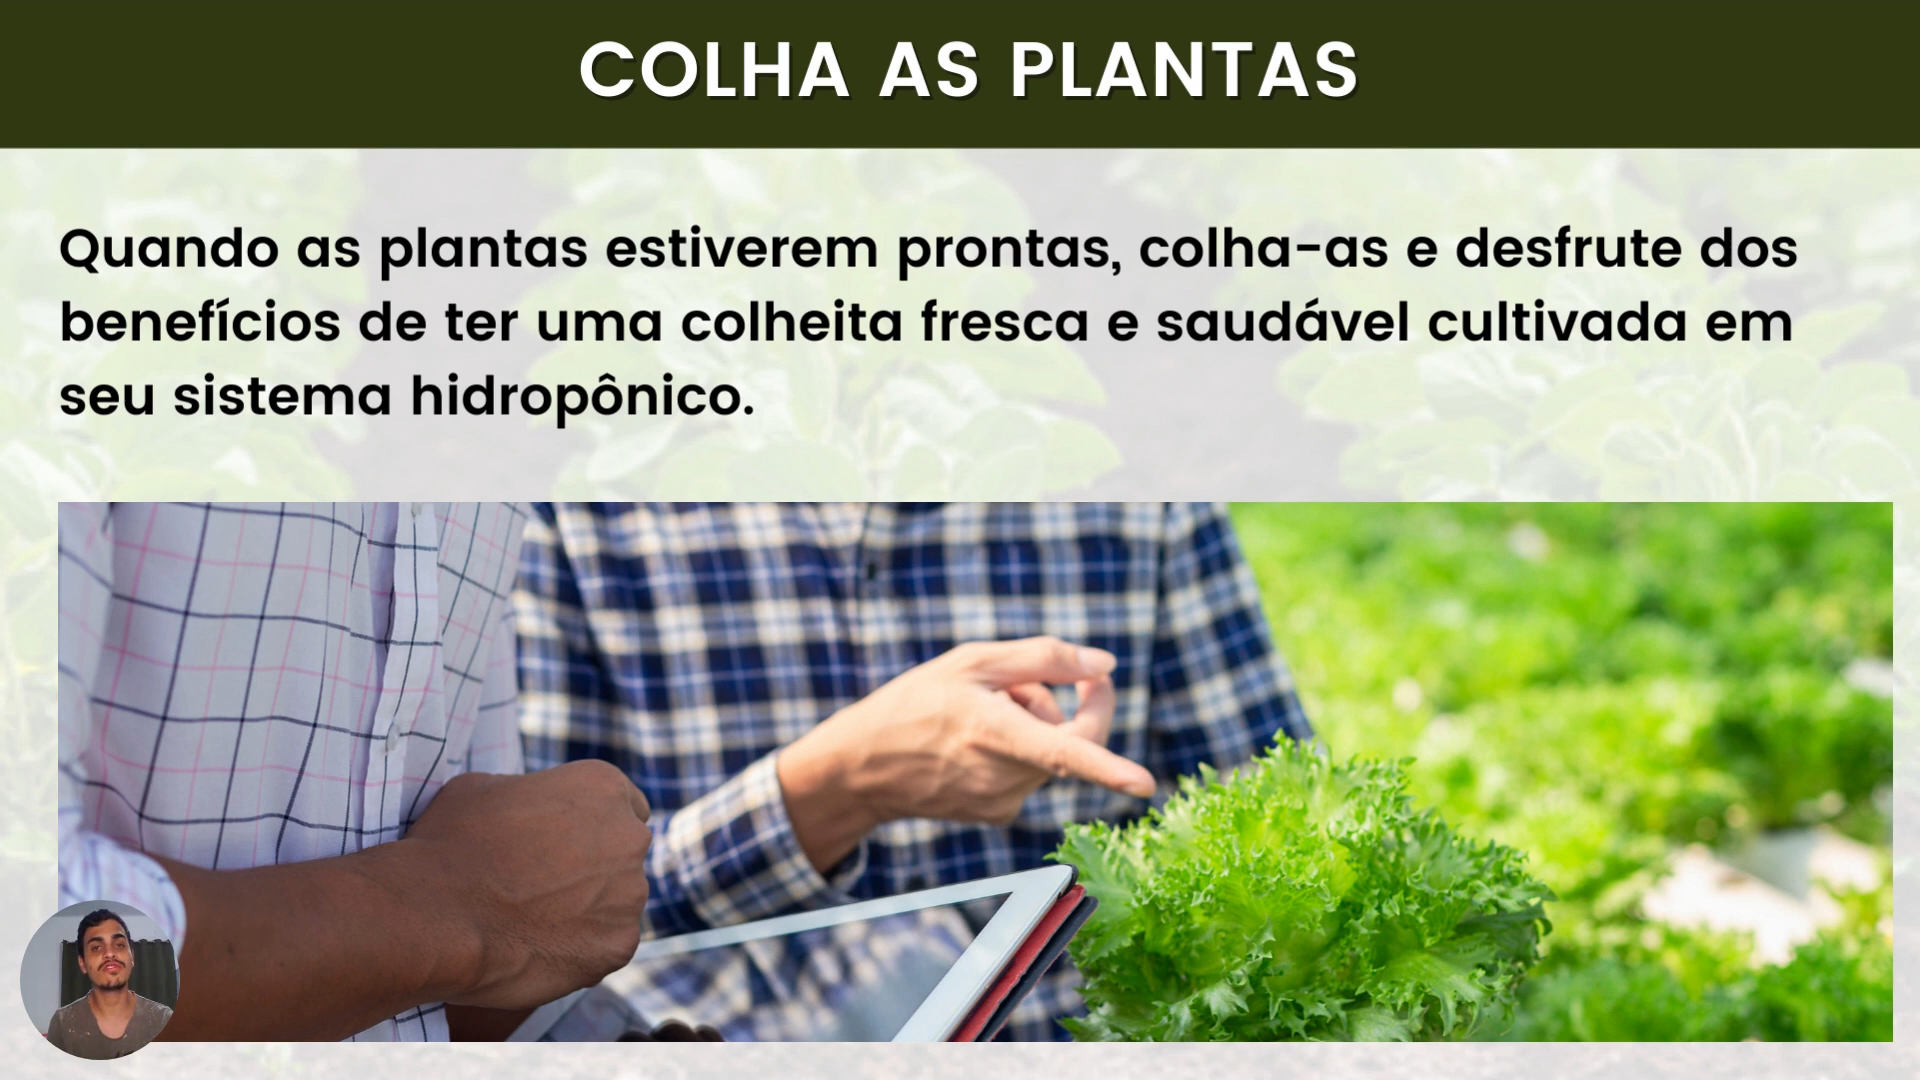 COLHA AS PLANTAS
Quando as plantas estiverem prontas, colha-as e desfrute dos
benefícios de ter uma colheita fresca e saudável cultivada em
seu sistema hidropônico.